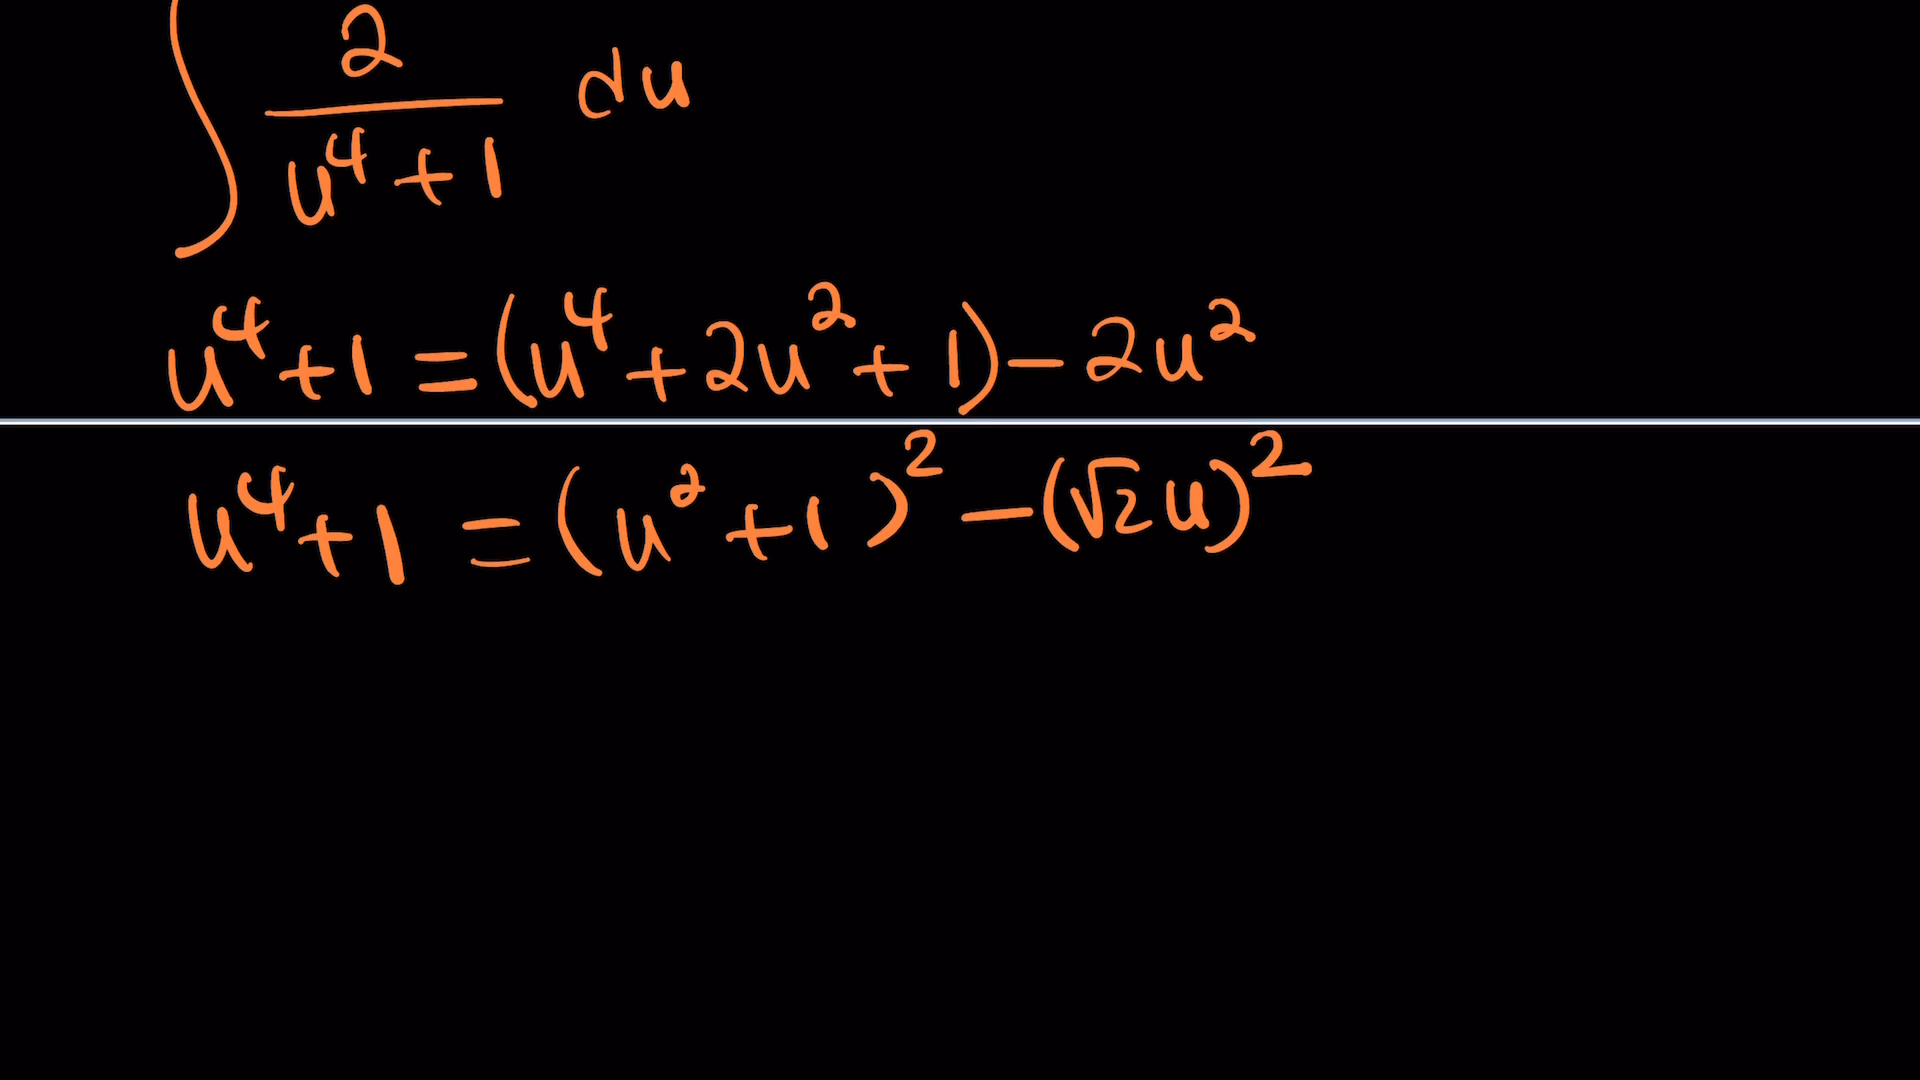 ∫ 2/(u⁴+1) du
u⁴+1 = (u⁴+2u²+1)−2u²
u⁴+1 = (u²+1)²−(√2u)²